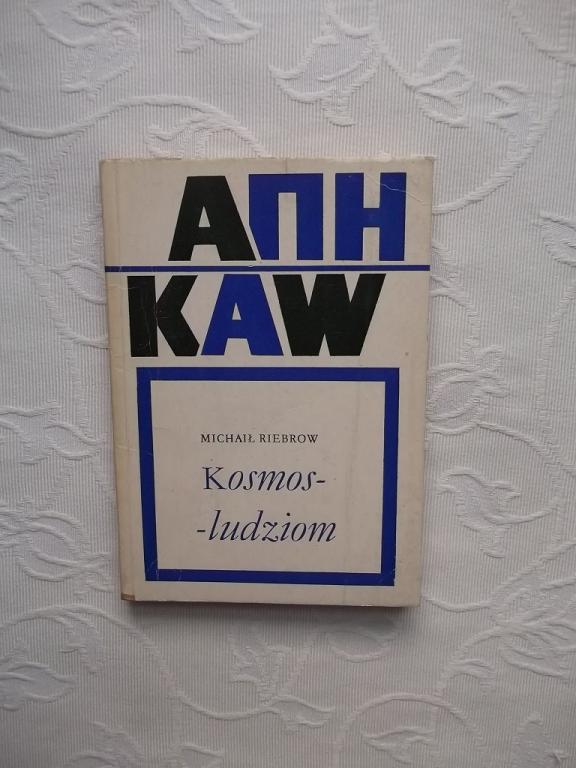 АПН
KAW
MICHAIŁ RIEBROW
Kosmos-
-ludziom